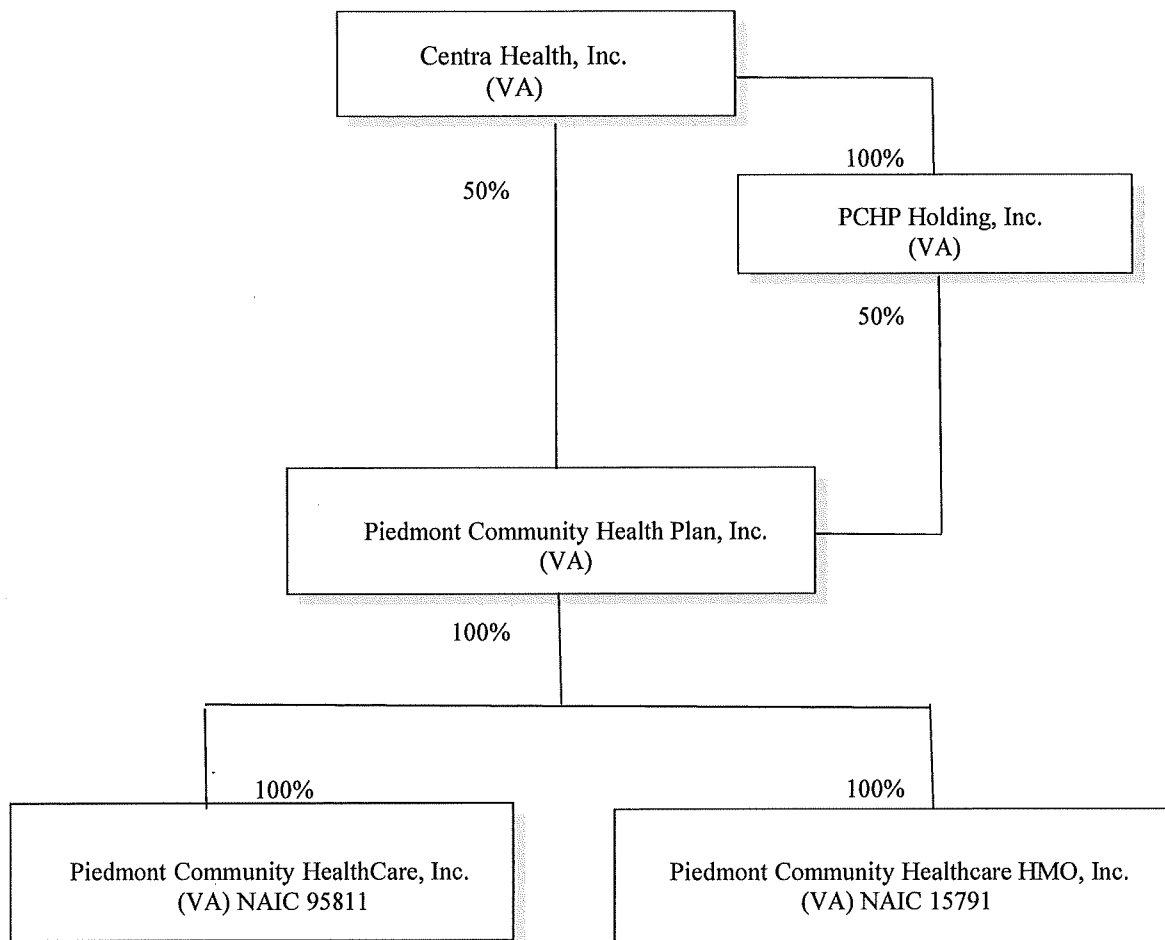 Centra Health, Inc.
(VA)
100%
50%
PCHP Holding, Inc.
(VA)
50%
Piedmont Community Health Plan, Inc.
(VA)
100%
100%
100%
Piedmont Community HealthCare, Inc.
(VA) NAIC 95811
Piedmont Community Healthcare HMO, Inc.
(VA) NAIC 15791